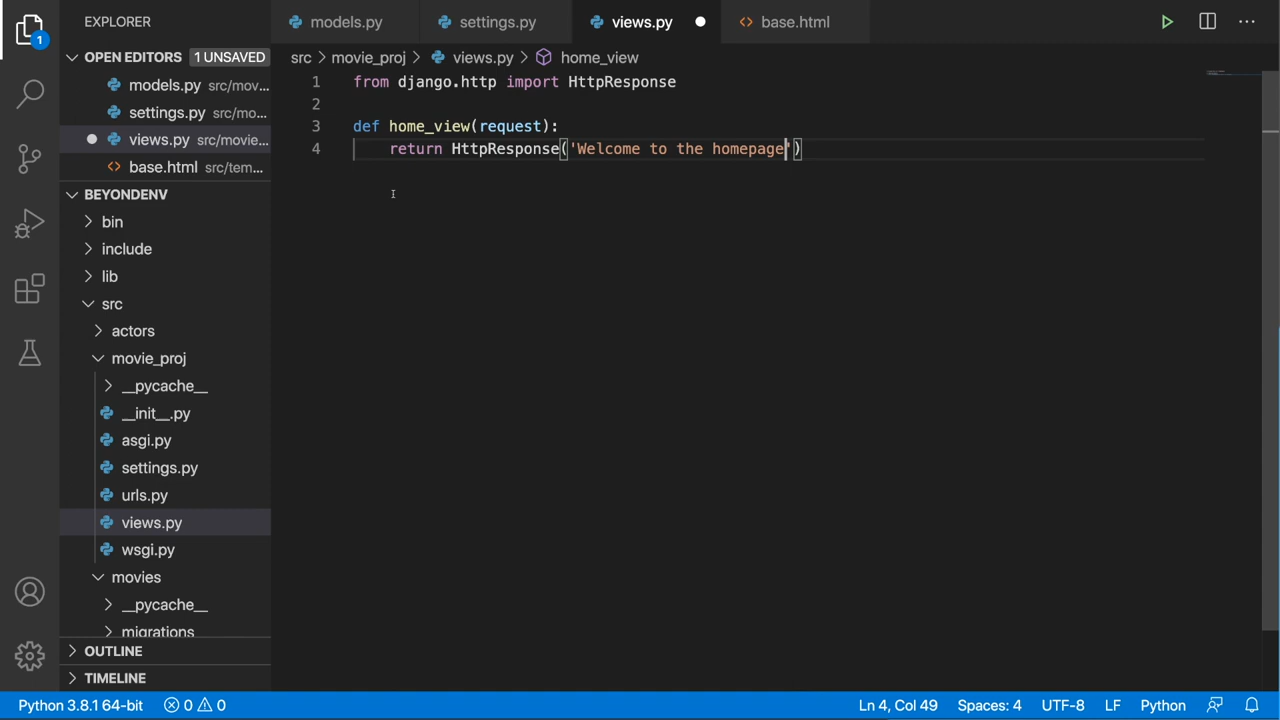 EXPLORER
OPEN EDITORS 1 UNSAVED
models.py src/mov...
settings.py src/mo...
views.py src/movie...
base.html src/tem...
BEYONDENV
bin
include
lib
src
actors
movie_proj
__pycache__
__init__.py
asgi.py
settings.py
urls.py
views.py
wsgi.py
movies
__pycache__
migrations
OUTLINE
TIMELINE
1
models.py settings.py views.py base.html
src > movie_proj > views.py > home_view
1 from django.http import HttpResponse
2
3 def home_view(request):
4 return HttpResponse('Welcome to the homepage')
Python 3.8.1 64-bit 0 0 Ln 4, Col 49 Spaces: 4 UTF-8 LF Python